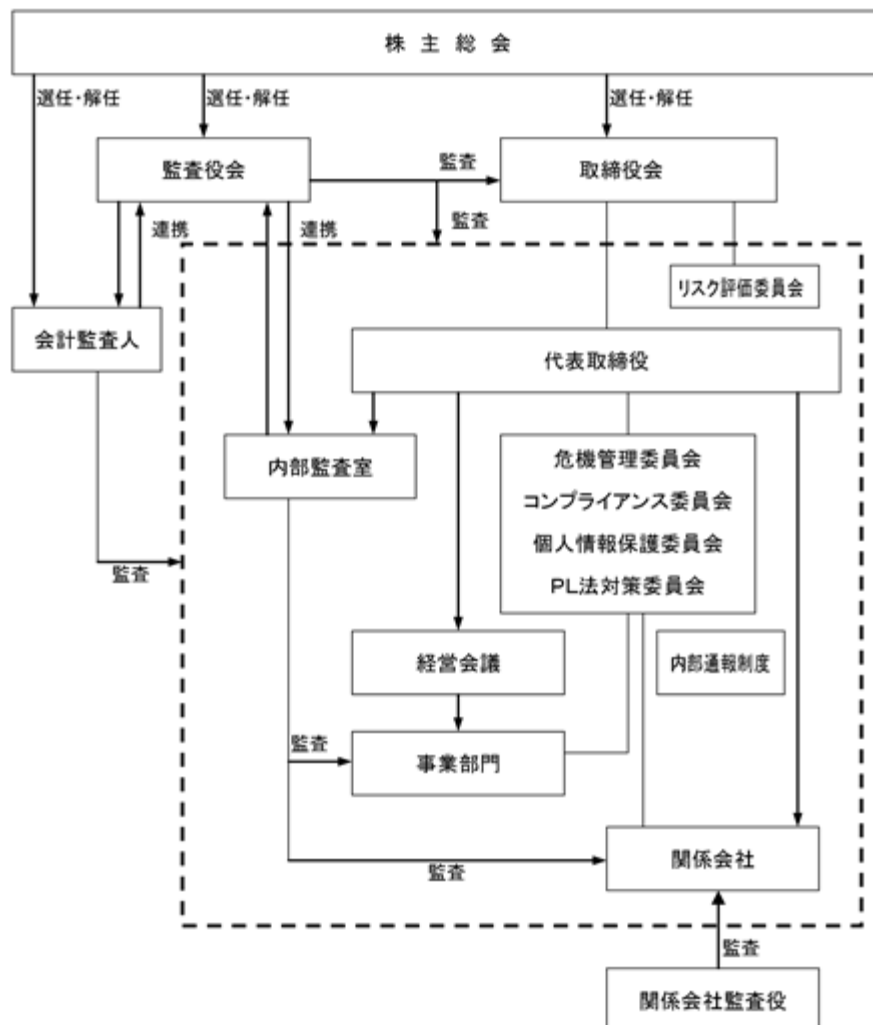 株主総会
選任・解任
選任・解任
選任・解任
監査役会
監査
取締役会
連携
連携
監査
リスク評価委員会
会計監査人
代表取締役
内部監査室
危機管理委員会
コンプライアンス委員会
個人情報保護委員会
PL法対策委員会
監査
経営会議
内部通報制度
監査
事業部門
関係会社
監査
監査
関係会社監査役